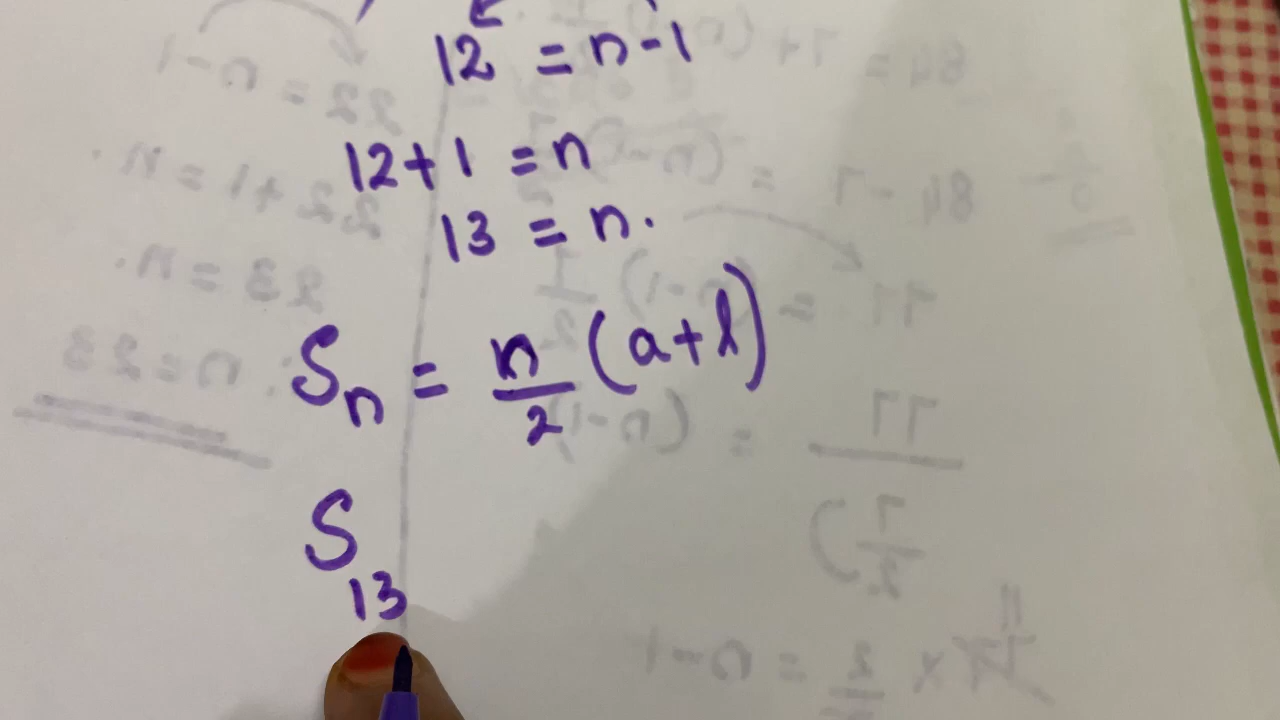 12 = n-1
12+1 = n
13 = n.
Sn = n/2 (a+l)
S13